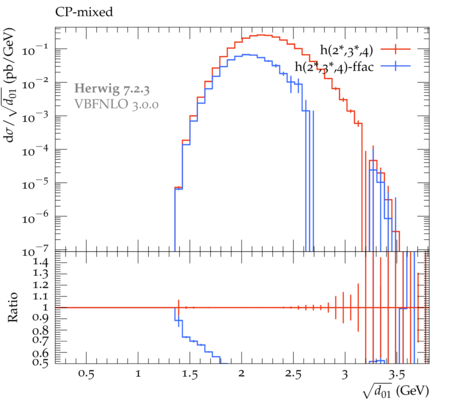 CP-mixed
dσ/√d₀₁ (pb/GeV)
h(2*,3*,4)
h(2*,3*,4)-ffac
Herwig 7.2.3
VBFNLO 3.0.0
10⁻¹
10⁻²
10⁻³
10⁻⁴
10⁻⁵
10⁻⁶
10⁻⁷
Ratio
1.4
1.3
1.2
1.1
1
0.9
0.8
0.7
0.6
0.5
0.5 1 1.5 2 2.5 3 3.5
√d₀₁ (GeV)